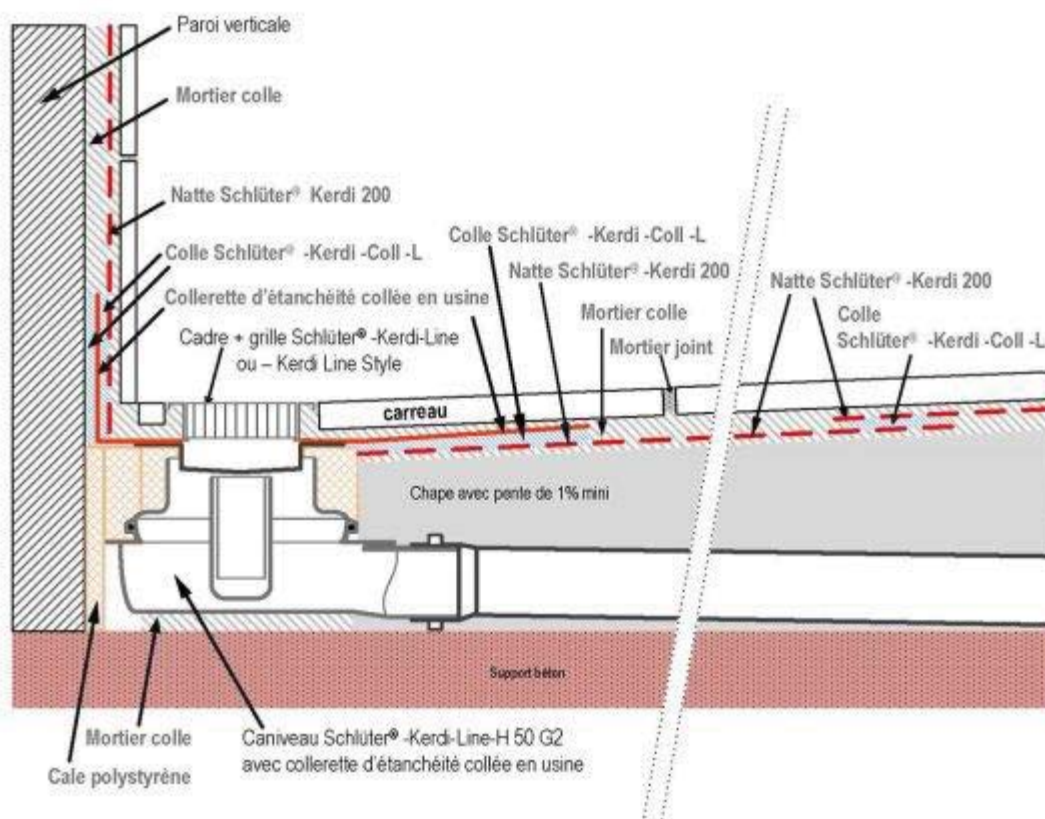 Paroi verticale
Mortier colle
Natte Schlüter® Kerdi 200
Colle Schlüter® -Kerdi -Coll -L
Collerette d'étanchéité collée en usine
Cadre + grille Schlüter® -Kerdi-Line
ou – Kerdi Line Style
Colle Schlüter® -Kerdi -Coll -L
Natte Schlüter® -Kerdi 200
Mortier colle
Mortier joint
Natte Schlüter® -Kerdi 200
Colle
Schlüter® -Kerdi -Coll -L
carreau
Chape avec pente de 1% mini
Support béton
Mortier colle
Cale polystyrène
Caniveau Schlüter® -Kerdi-Line-H 50 G2
avec collerette d'étanchéité collée en usine